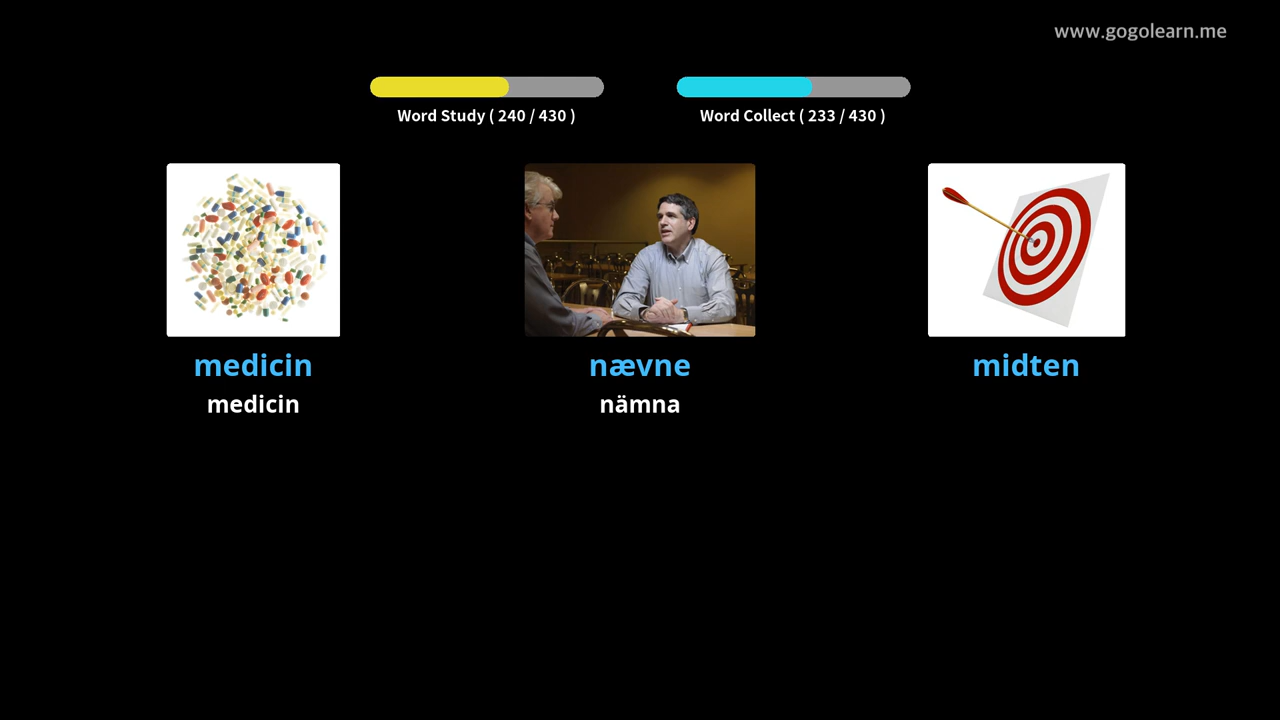 www.gogolearn.me
Word Study ( 240 / 430 )
Word Collect ( 233 / 430 )
medicin
medicin
nævne
nämna
midten